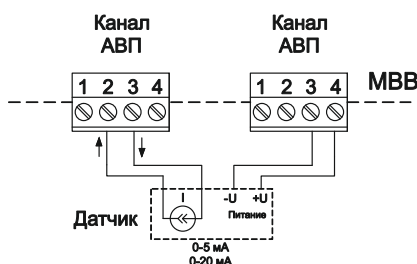 Канал Канал
АВП АВП
1 2 3 4 1 2 3 4 МВВ
I -U +U
Датчик Питание
0-5 мА
0-20 мА